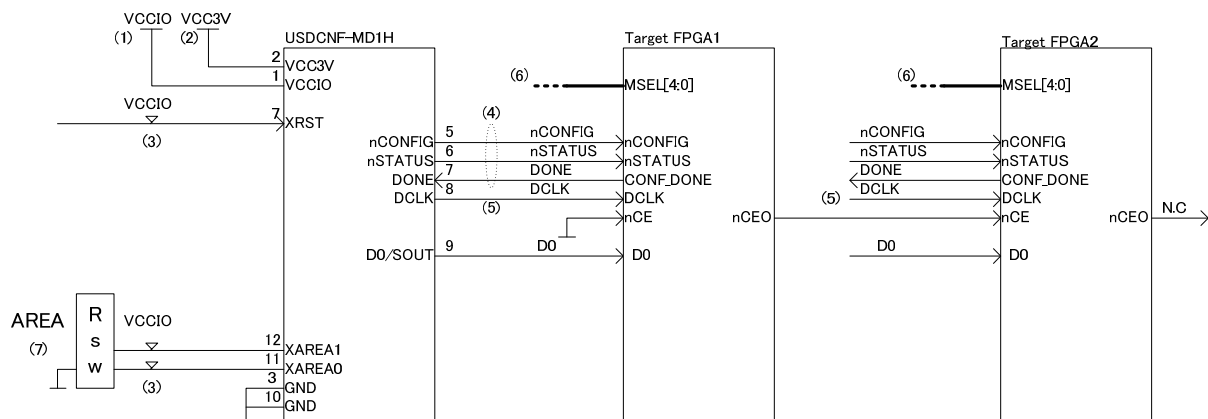 VCCIO VCC3V
(1) (2)
USDCNF-MD1H
Target FPGA1
Target FPGA2
2 VCC3V
1 VCCIO
(6) MSEL[4:0]
(6) MSEL[4:0]
VCCIO
7 XRST
(3)
(4)
nCONFIG 5 nCONFIG nCONFIG
nSTATUS 6 nSTATUS nSTATUS
DONE 7 DONE CONF_DONE
DCLK 8 DCLK DCLK
(5)
nCE
nCEO
D0/SOUT 9 D0 D0
nCONFIG nCONFIG
nSTATUS nSTATUS
DONE CONF_DONE
DCLK DCLK
(5)
nCE
nCEO N.C
D0 D0
AREA
(7)
R
s
w
VCCIO
12 XAREA1
11 XAREA0
(3)
3 GND
10 GND